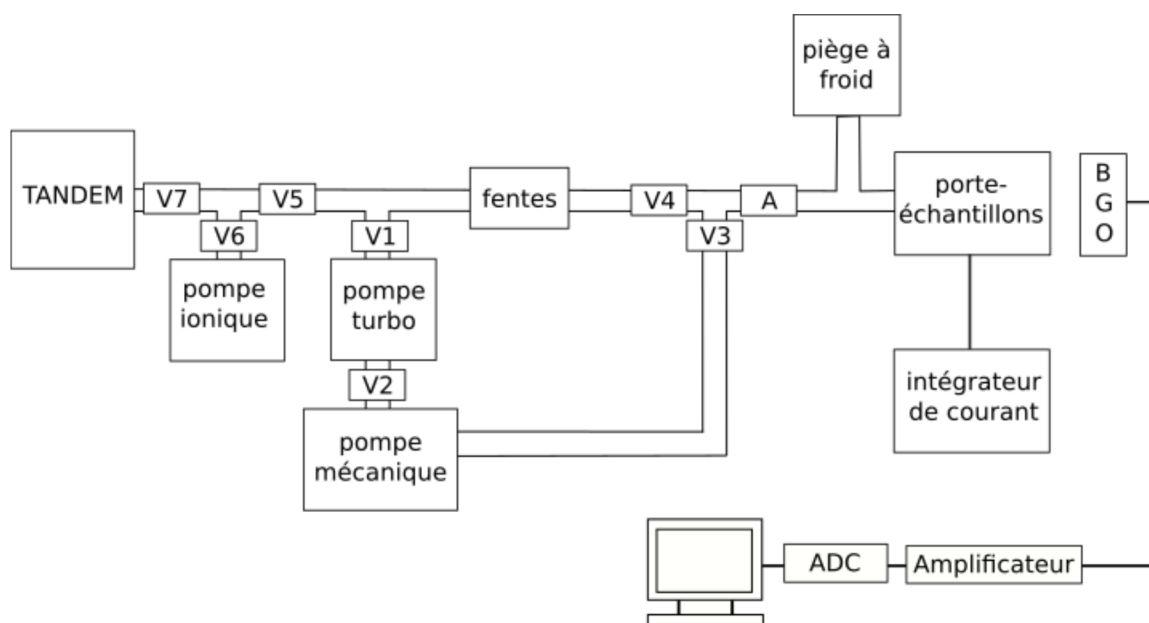 piège à
froid
TANDEM
V7
V5
fentes
V4
A
porte-
échantillons
B
G
O
V6
V1
V3
pompe
ionique
pompe
turbo
V2
intégrateur
de courant
pompe
mécanique
ADC
Amplificateur